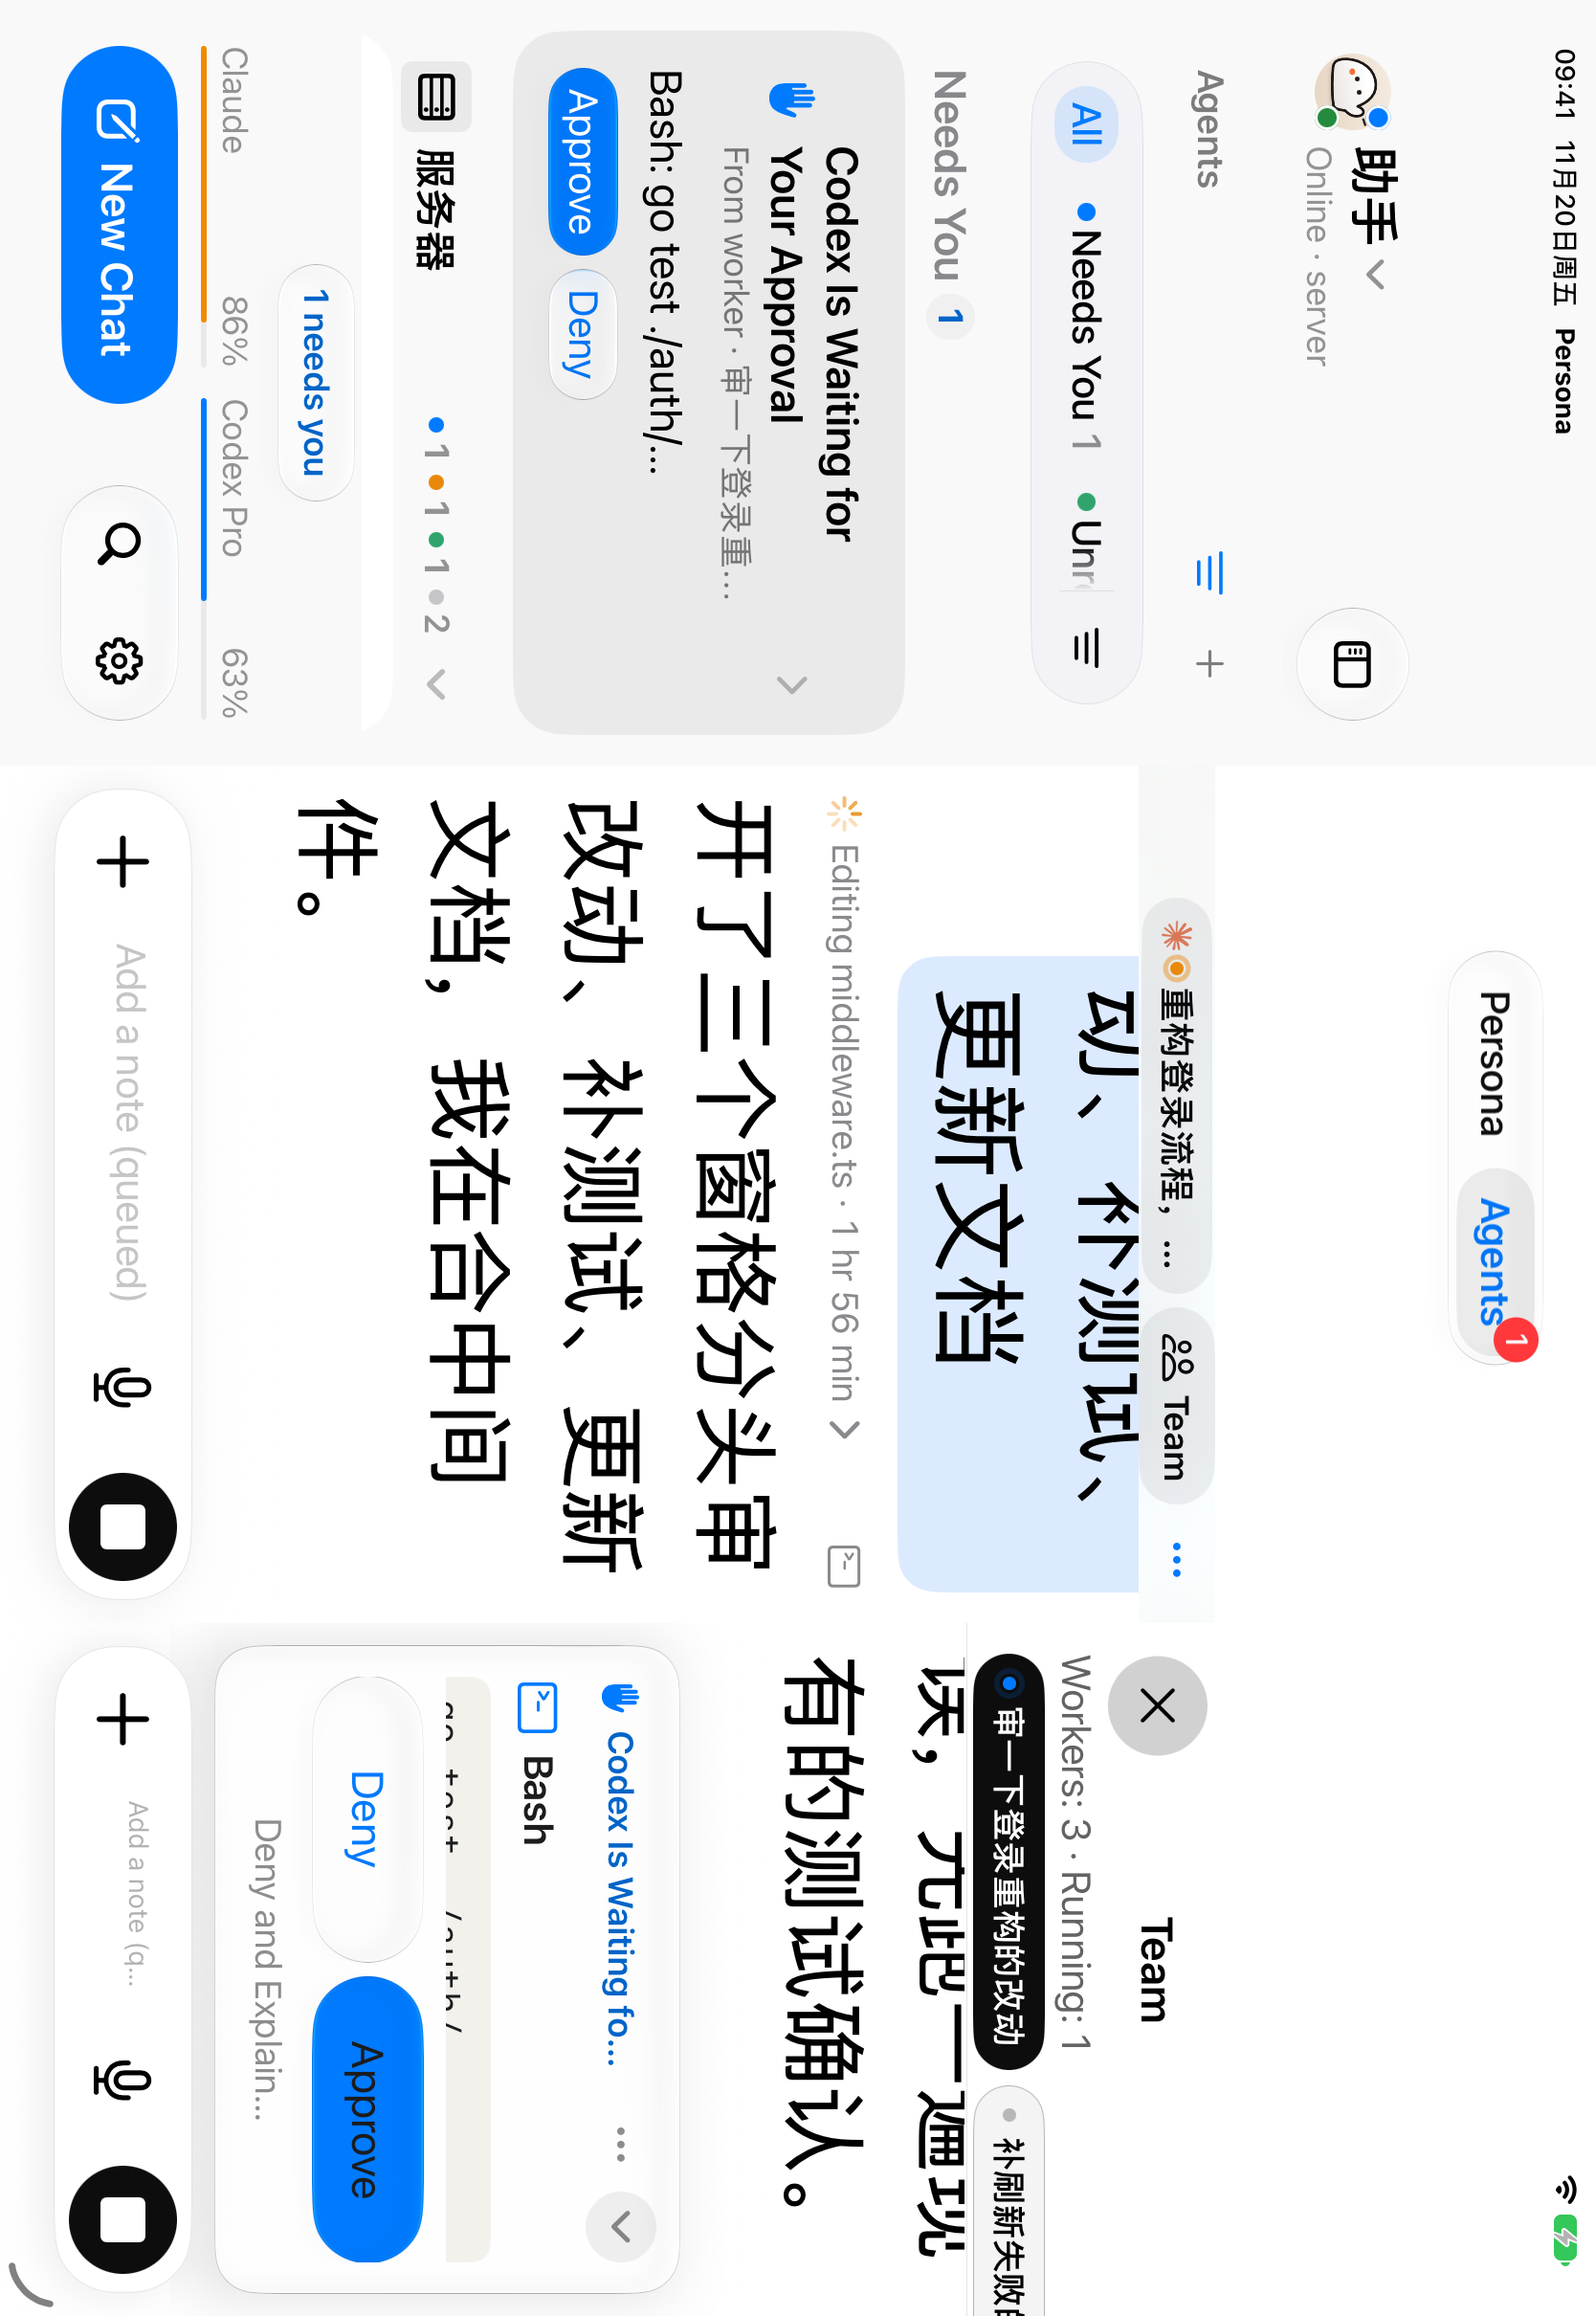 09:41 11月20日周五 Persona
助手
Online · server
Agents
All
Needs You 1
Needs You 1
Codex Is Waiting for
Your Approval
From worker · 审一下登录重...
Bash: go test ./auth/...
Approve
Deny
服务器
1 1 1 2
1 needs you
Claude 86%
Codex Pro 63%
New Chat
Persona
Agents 1
重构登录流程，...
Team
动、补测试、
更新文档
Editing middleware.ts · 1 hr 56 min
开了三个窗格分头审
改动、补测试、更新
文档，我在合中间
件。
Add a note (queued)
Team
Workers: 3 · Running: 1
审一下登录重构的改动
补刷新失败
有的测试确认。
Codex Is Waiting fo...
Bash
Deny
Approve
Deny and Explain...
Add a note (q...